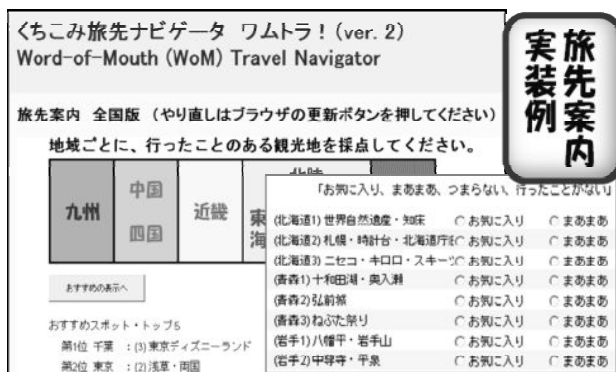 くちこみ旅先ナビゲータ ワムトラ！(ver. 2)
Word-of-Mouth (WoM) Travel Navigator
旅先案内
実装例
旅先案内 全国版 （やり直しはブラウザの更新ボタンを押してください）
地域ごとに、行ったことのある観光地を採点してください。
九州
中国
四国
近畿
東海
「お気に入り、まあまあ、つまらない、行ったことがない」
(北海道1) 世界自然遺産・知床 お気に入り まあまあ
(北海道2) 札幌・時計台・北海道庁 お気に入り まあまあ
(北海道3) ニセコ・キロロ・スキー お気に入り まあまあ
(青森1) 十和田湖・奥入瀬 お気に入り まあまあ
(青森2) 弘前城 お気に入り まあまあ
(青森3) ねぶた祭り お気に入り まあまあ
(岩手1) 八幡平・岩手山 お気に入り まあまあ
(岩手2) 中尊寺・平泉 お気に入り まあまあ
おすすめの表示へ
おすすめスポット・トップ5
第1位 千葉 ：(3) 東京ディズニーランド
第2位 東京 ：(2) 浅草・両国